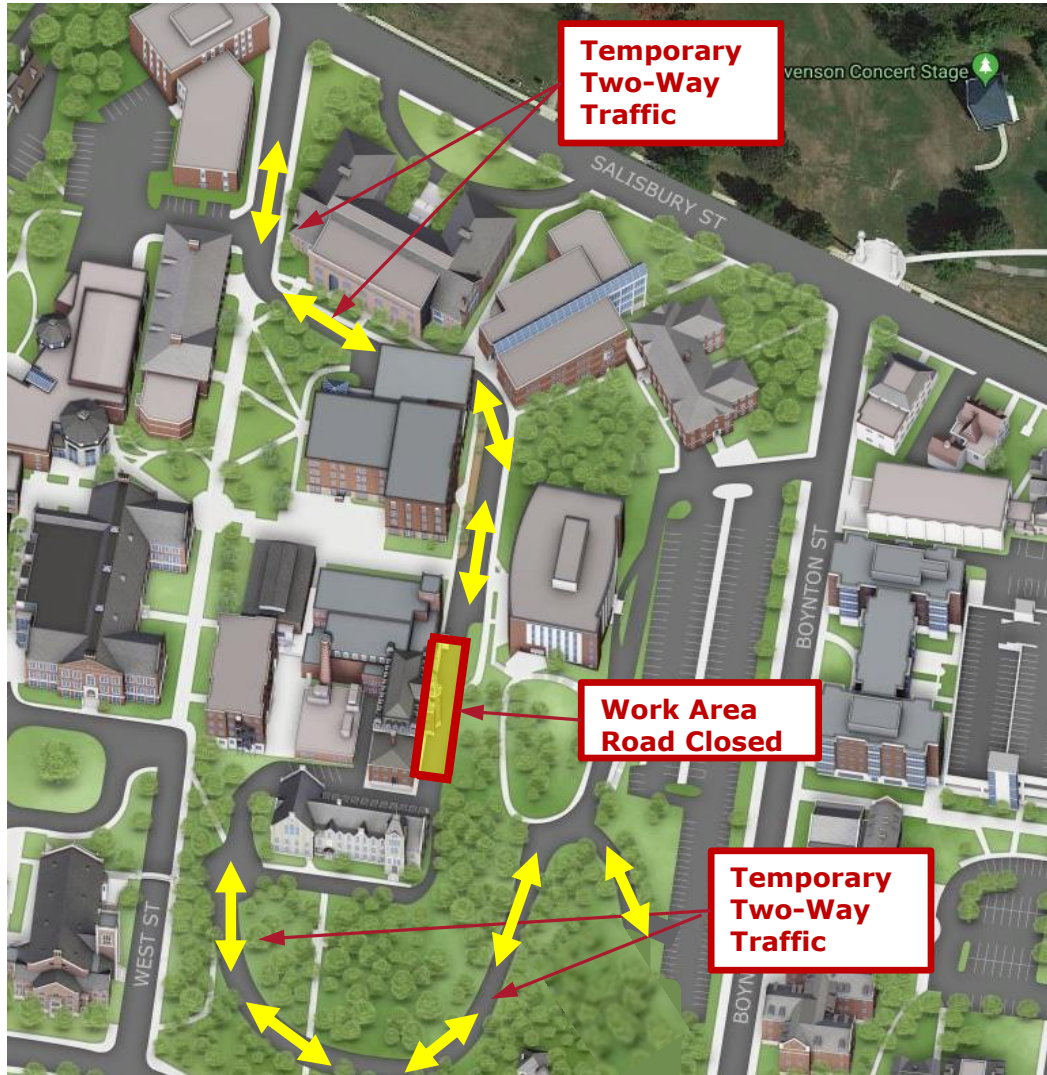 Temporary
Two-Way
Traffic
venson Concert Stage
SALISBURY ST
BOYNTON ST
Work Area
Road Closed
Temporary
Two-Way
Traffic
WEST ST
BOYN